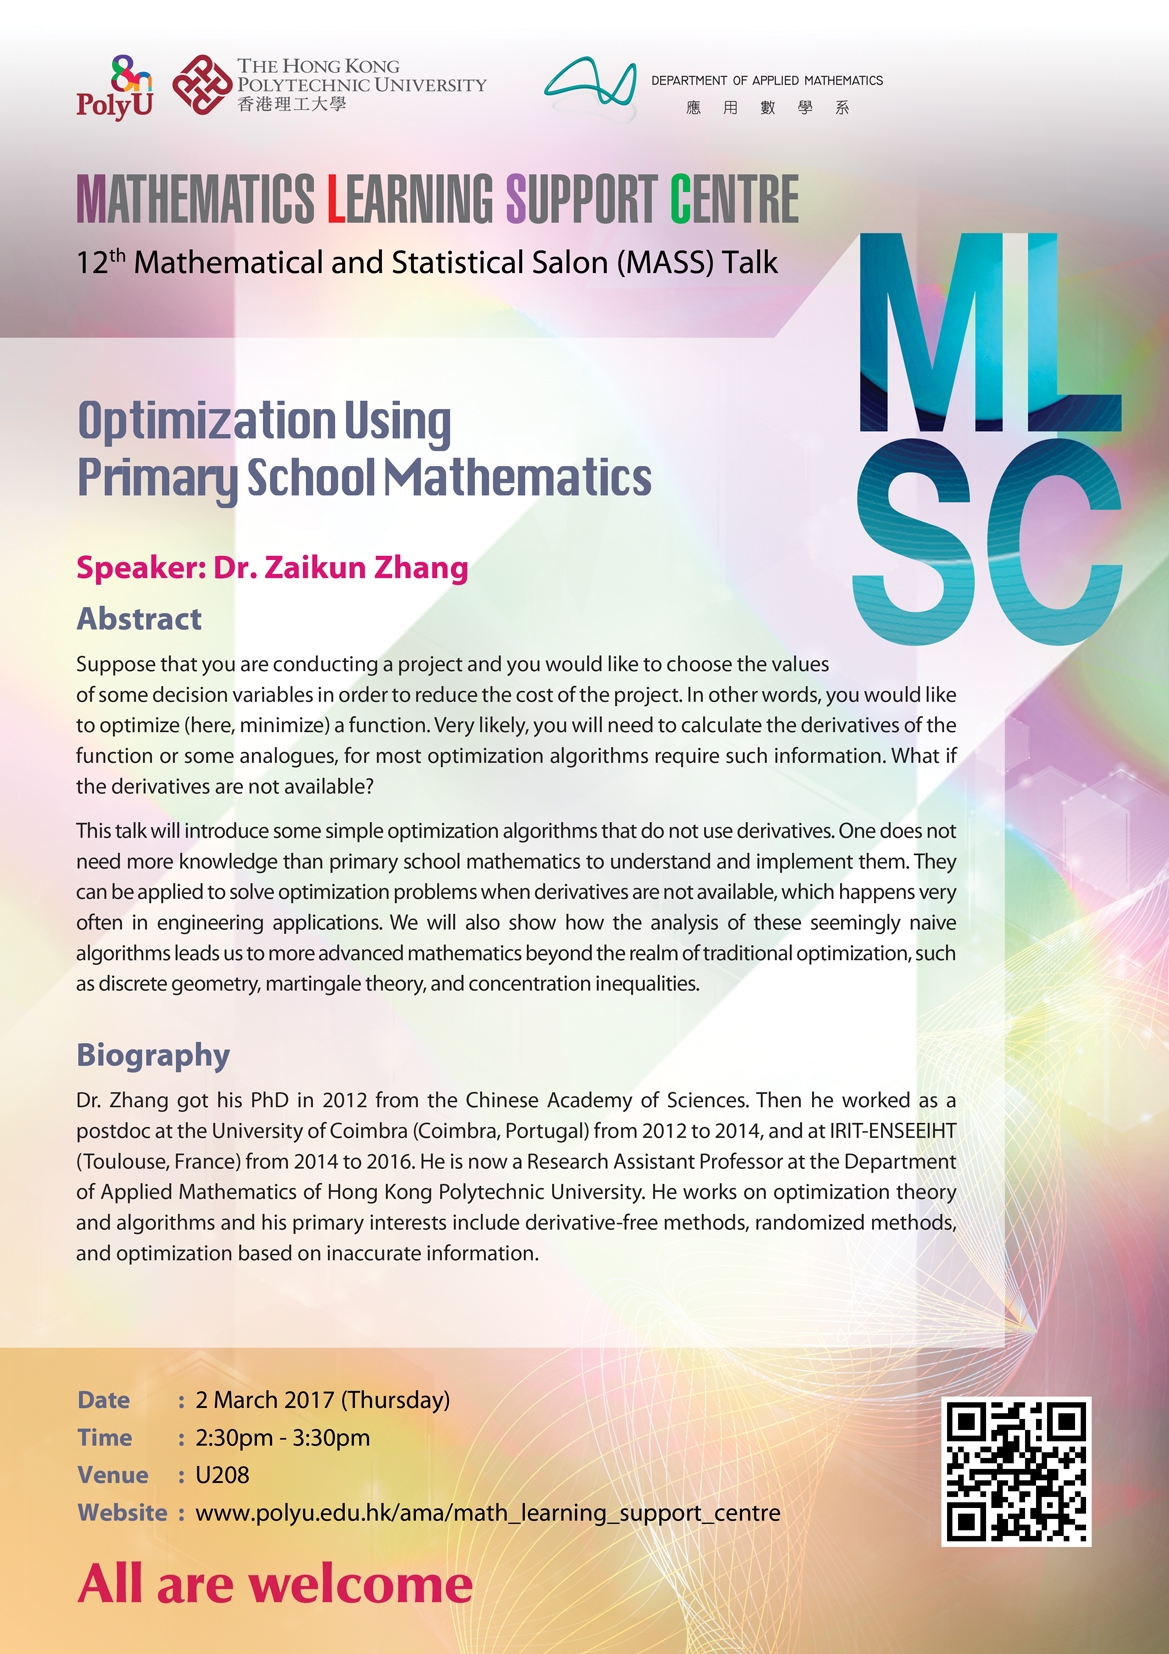 PolyU
THE HONG KONG
POLYTECHNIC UNIVERSITY
香港理工大學
DEPARTMENT OF APPLIED MATHEMATICS
應用數學系
MATHEMATICS LEARNING SUPPORT CENTRE
12th Mathematical and Statistical Salon (MASS) Talk
ML
SC
Optimization Using
Primary School Mathematics
Speaker: Dr. Zaikun Zhang
Abstract
Suppose that you are conducting a project and you would like to choose the values
of some decision variables in order to reduce the cost of the project. In other words, you would like
to optimize (here, minimize) a function. Very likely, you will need to calculate the derivatives of the
function or some analogues, for most optimization algorithms require such information. What if
the derivatives are not available?
This talk will introduce some simple optimization algorithms that do not use derivatives. One does not
need more knowledge than primary school mathematics to understand and implement them. They
can be applied to solve optimization problems when derivatives are not available, which happens very
often in engineering applications. We will also show how the analysis of these seemingly naive
algorithms leads us to more advanced mathematics beyond the realm of traditional optimization, such
as discrete geometry, martingale theory, and concentration inequalities.
Biography
Dr. Zhang got his PhD in 2012 from the Chinese Academy of Sciences. Then he worked as a
postdoc at the University of Coimbra (Coimbra, Portugal) from 2012 to 2014, and at IRIT-ENSEEIHT
(Toulouse, France) from 2014 to 2016. He is now a Research Assistant Professor at the Department
of Applied Mathematics of Hong Kong Polytechnic University. He works on optimization theory
and algorithms and his primary interests include derivative-free methods, randomized methods,
and optimization based on inaccurate information.
Date : 2 March 2017 (Thursday)
Time : 2:30pm - 3:30pm
Venue : U208
Website : www.polyu.edu.hk/ama/math_learning_support_centre
All are welcome